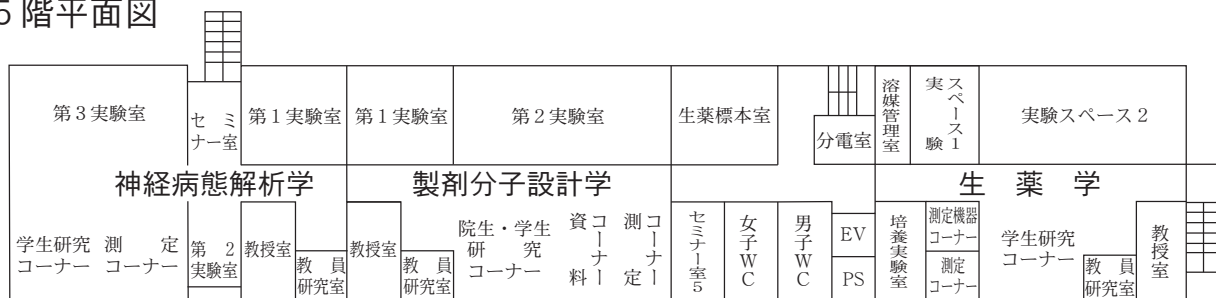 5階平面図
第3実験室
セミ
ナー室
第1実験室
第1実験室
第2実験室
生薬標本室
分電室
溶媒管理室
実験
スペース1
実験スペース2
神経病態解析学
製剤分子設計学
生薬学
学生研究
コーナー
測定
コーナー
第2
実験室
教授室
教員
研究室
教授室
教員
研究室
院生・学生
研究
コーナー
資料
コーナー
測定
コーナー
セミナー室5
女子WC
男子WC
EV
PS
培養実験室
測定機器
コーナー
測定
コーナー
学生研究
コーナー
教員
研究室
教授室